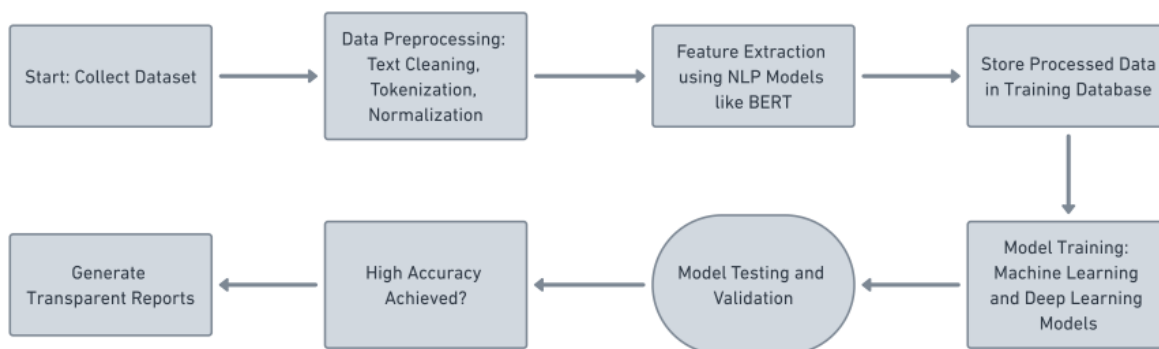 Start: Collect Dataset
Data Preprocessing:
Text Cleaning,
Tokenization,
Normalization
Feature Extraction
using NLP Models
like BERT
Store Processed Data
in Training Database
Generate
Transparent Reports
High Accuracy
Achieved?
Model Testing and
Validation
Model Training:
Machine Learning
and Deep Learning
Models